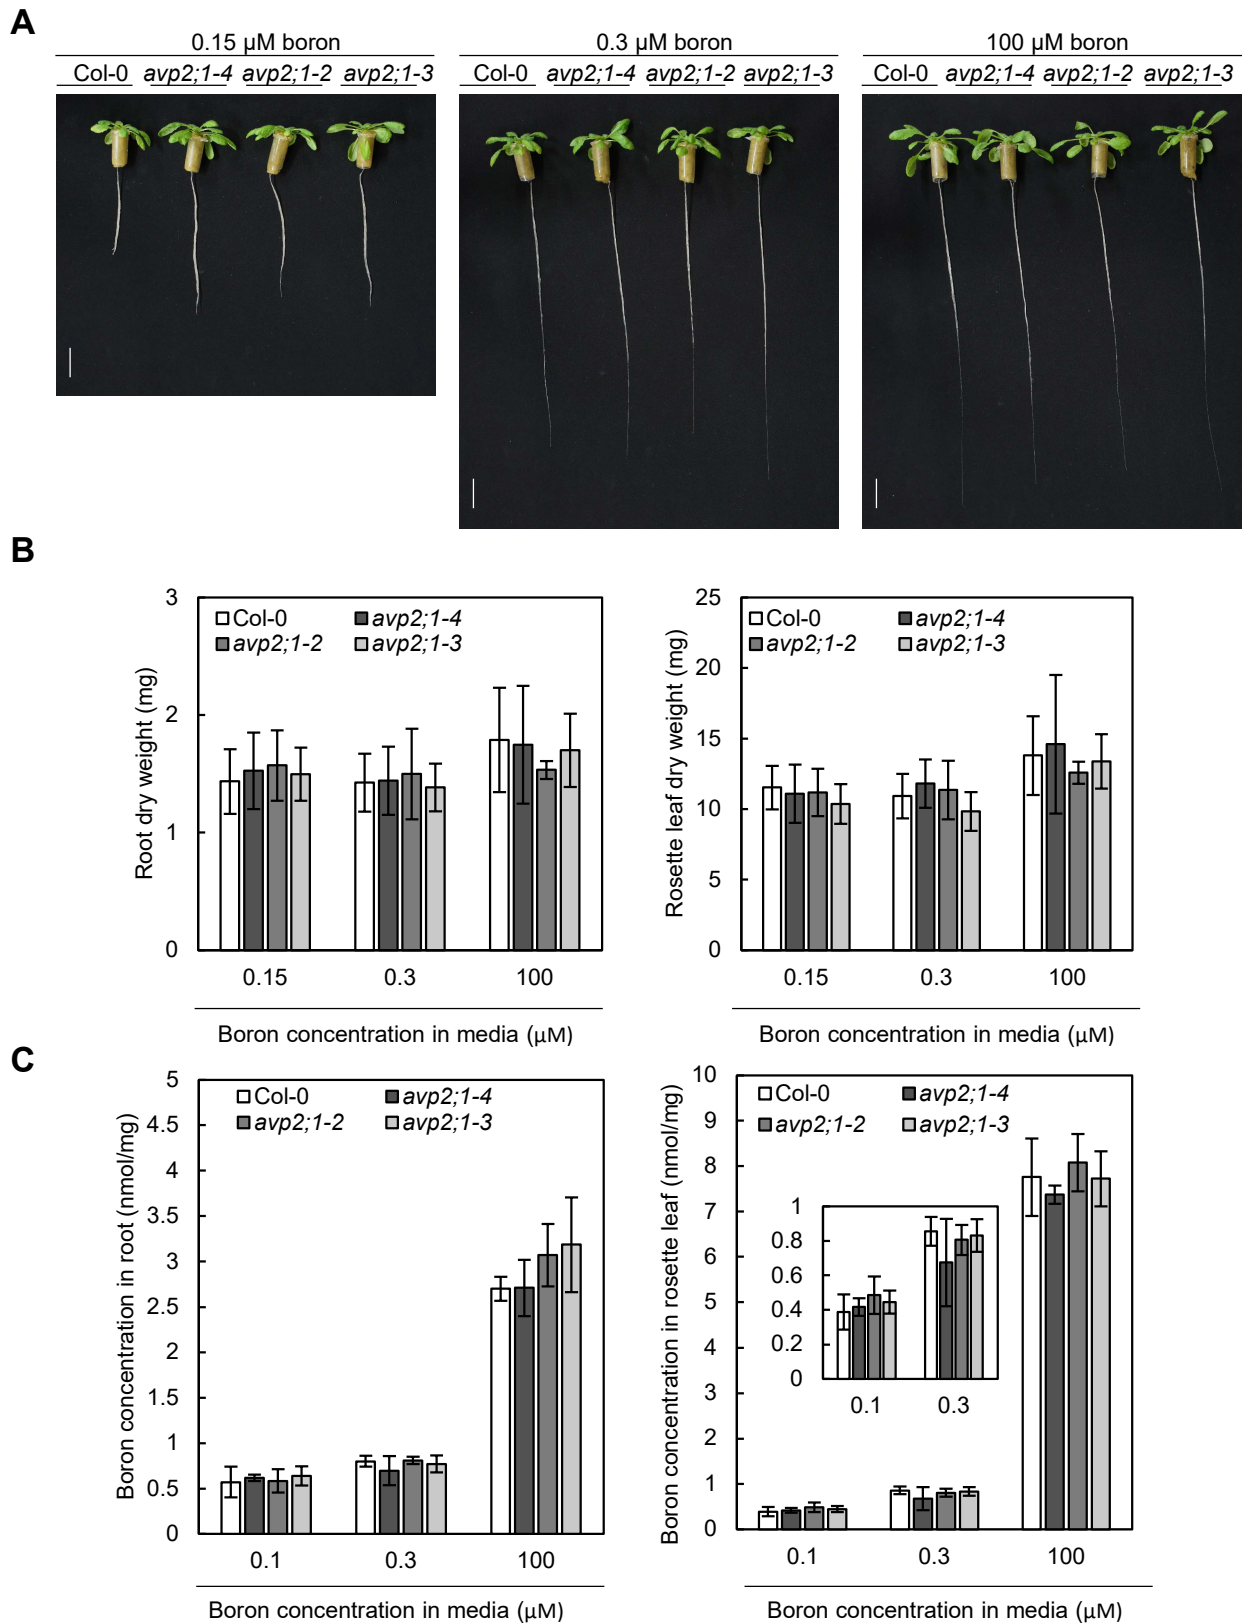 A
0.15 µM boron
0.3 µM boron
100 µM boron
Col-0 avp2;1-4 avp2;1-2 avp2;1-3
Col-0 avp2;1-4 avp2;1-2 avp2;1-3
Col-0 avp2;1-4 avp2;1-2 avp2;1-3
B
Root dry weight (mg)
3
2
1
0
Col-0
avp2;1-4
avp2;1-2
avp2;1-3
0.15 0.3 100
Boron concentration in media (µM)
Rosette leaf dry weight (mg)
25
20
15
10
5
0
Col-0
avp2;1-4
avp2;1-2
avp2;1-3
0.15 0.3 100
Boron concentration in media (µM)
C
Boron concentration in root (nmol/mg)
5
4.5
4
3.5
3
2.5
2
1.5
1
0.5
0
Col-0
avp2;1-4
avp2;1-2
avp2;1-3
0.1 0.3 100
Boron concentration in media (µM)
Boron concentration in rosette leaf (nmol/mg)
10
9
8
7
6
5
4
3
2
1
0
Col-0
avp2;1-4
avp2;1-2
avp2;1-3
1
0.8
0.6
0.4
0.2
0
0.1 0.3
0.1 0.3 100
Boron concentration in media (µM)